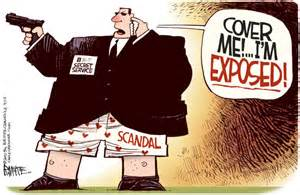 COVER
ME!...I'M
EXPOSED!
SECRET
SERVICE
SCANDAL